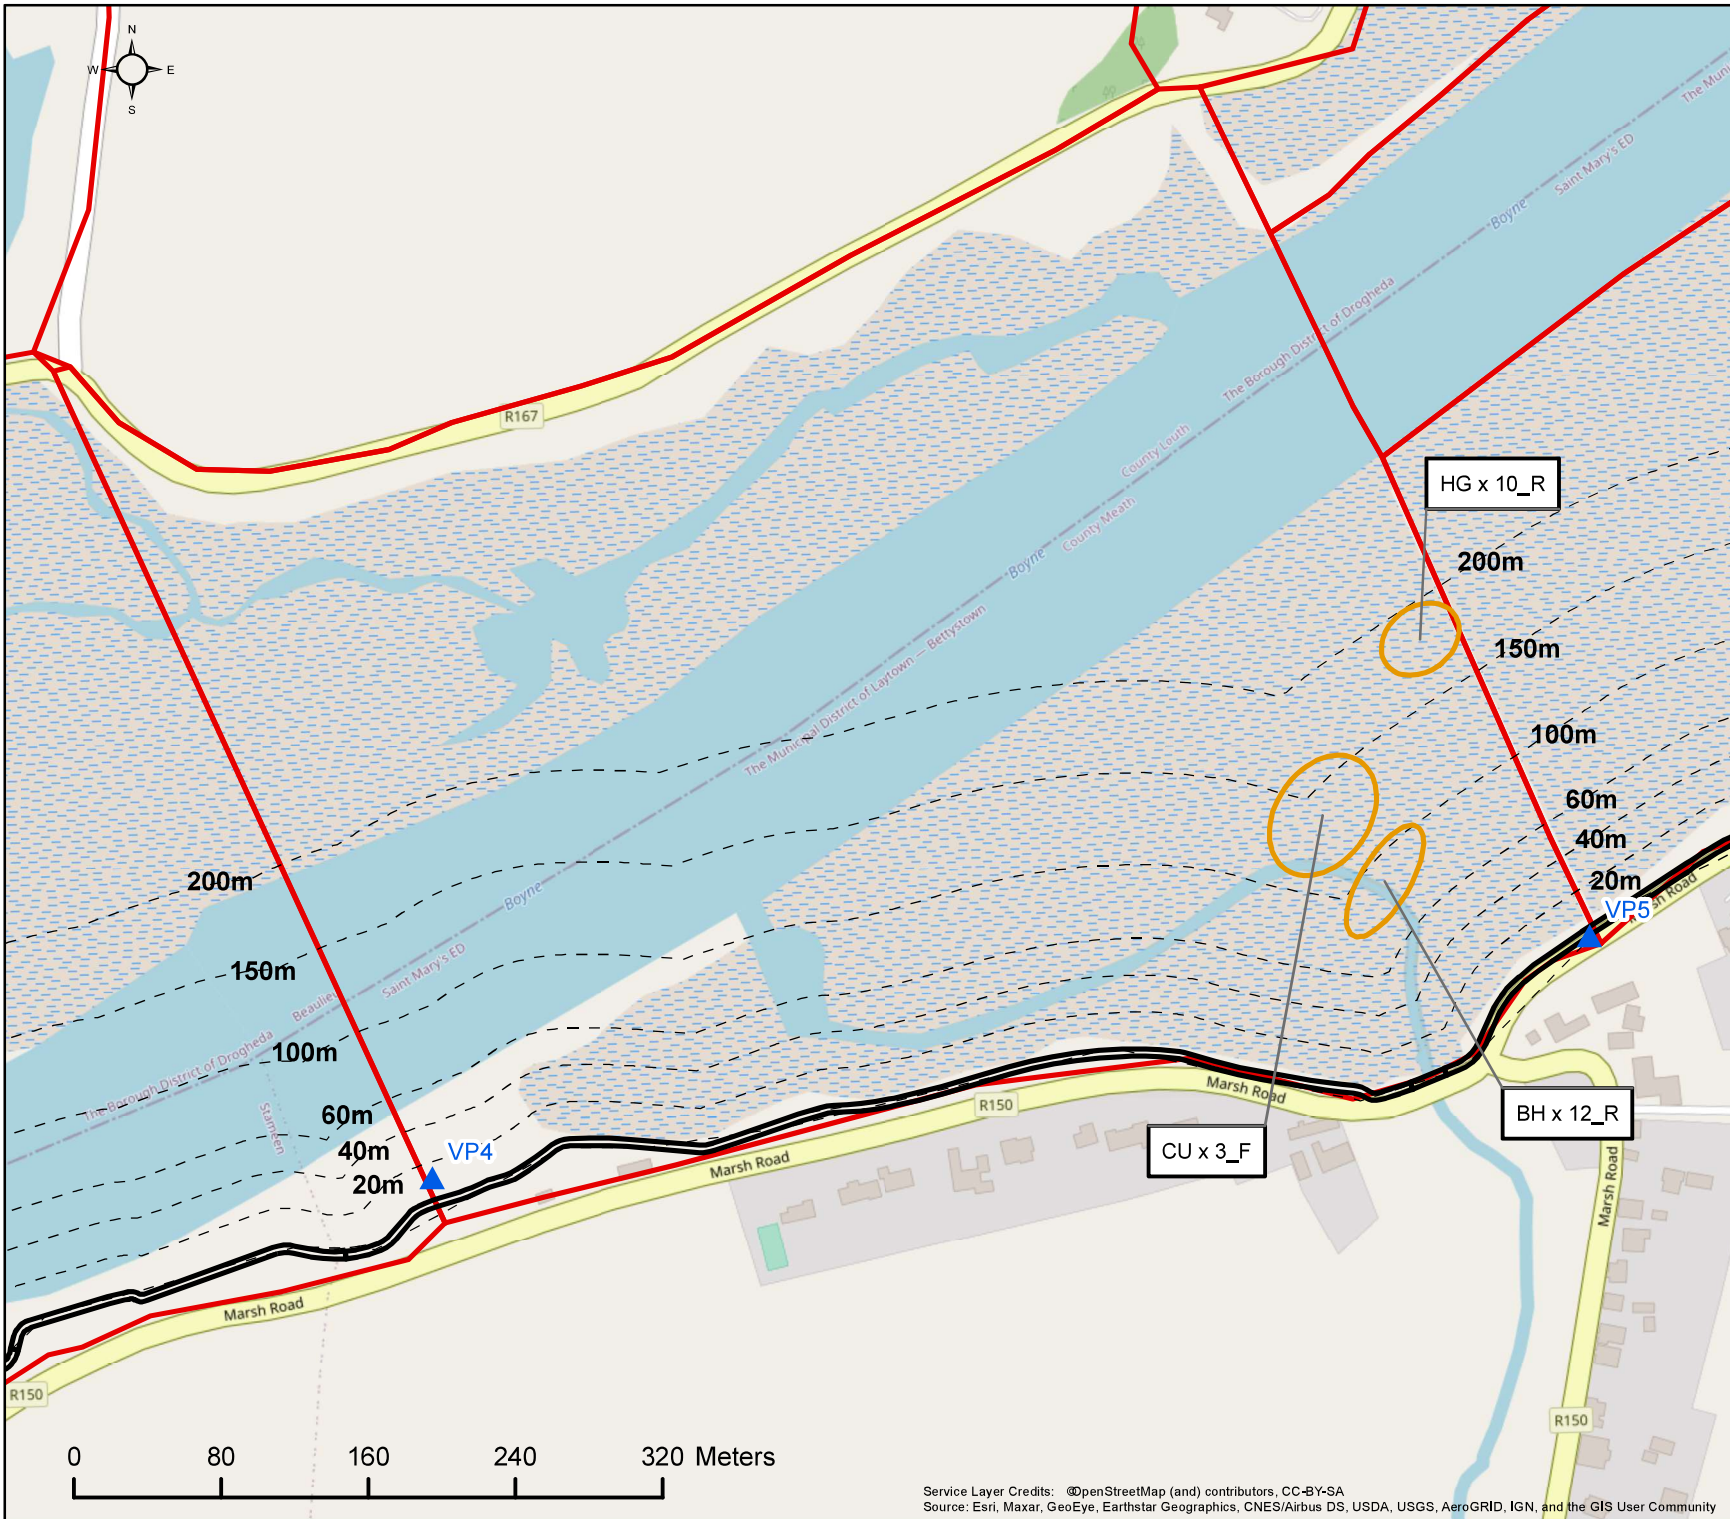 N
W E
S
The Mun
Saint Mary's ED
Boyne
The Borough District of Drogheda
R167
County Louth
County Meath
HG x 10_R
Boyne
200m
The Municipal District of Laytown — Bettystown
150m
100m
60m
40m
20m
VP5
Marsh Road
200m
Boyne
150m
Saint Mary's ED
Beaulieu
100m
The Borough District of Drogheda
60m
Stameen
40m
VP4
20m
R150
Marsh Road
BH x 12_R
CU x 3_F
Marsh Road
Marsh Road
Marsh Road
R150
R150
0 80 160 240 320 Meters
Service Layer Credits: ©OpenStreetMap (and) contributors, CC-BY-SA
Source: Esri, Maxar, GeoEye, Earthstar Geographics, CNES/Airbus DS, USDA, USGS, AeroGRID, IGN, and the GIS User Community